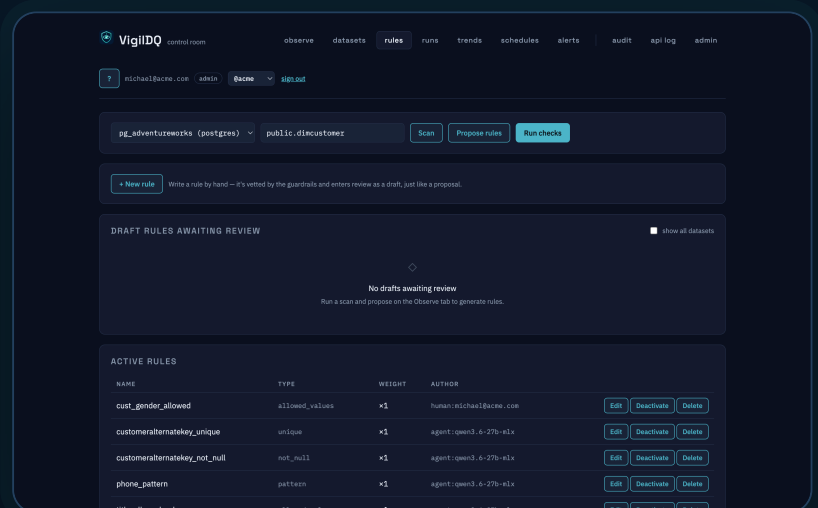 VigilDQ control room observe datasets rules runs trends schedules alerts audit api log admin
? michael@acme.com admin @acme sign out
pg_adventureworks (postgres) public.dimcustomer Scan Propose rules Run checks
+ New rule Write a rule by hand — it's vetted by the guardrails and enters review as a draft, just like a proposal.
DRAFT RULES AWAITING REVIEW show all datasets
No drafts awaiting review
Run a scan and propose on the Observe tab to generate rules.
ACTIVE RULES
NAME TYPE WEIGHT AUTHOR
cust_gender_allowed allowed_values ×1 human:michael@acme.com Edit Deactivate Delete
customeralternatekey_unique unique ×1 agent:qwen3.6-27b-mlx Edit Deactivate Delete
customeralternatekey_not_null not_null ×1 agent:qwen3.6-27b-mlx Edit Deactivate Delete
phone_pattern pattern ×1 agent:qwen3.6-27b-mlx Edit Deactivate Delete